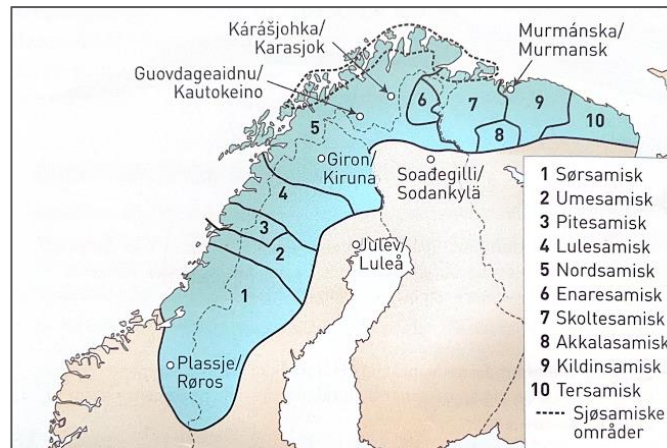 Kárášjohka/
Karasjok
Murmánska/
Murmansk
Guovdageaidnu/
Kautokeino
6
7
9
10
5
8
Giron/
Kiruna
Soađegilli/
Sodankylä
4
3
2
Julev/
Luleå
1
Plassje/
Røros
1 Sørsamisk
2 Umesamisk
3 Pitesamisk
4 Lulesamisk
5 Nordsamisk
6 Enaresamisk
7 Skoltesamisk
8 Akkalasamisk
9 Kildinsamisk
10 Tersamisk
Sjøsamiske
områder